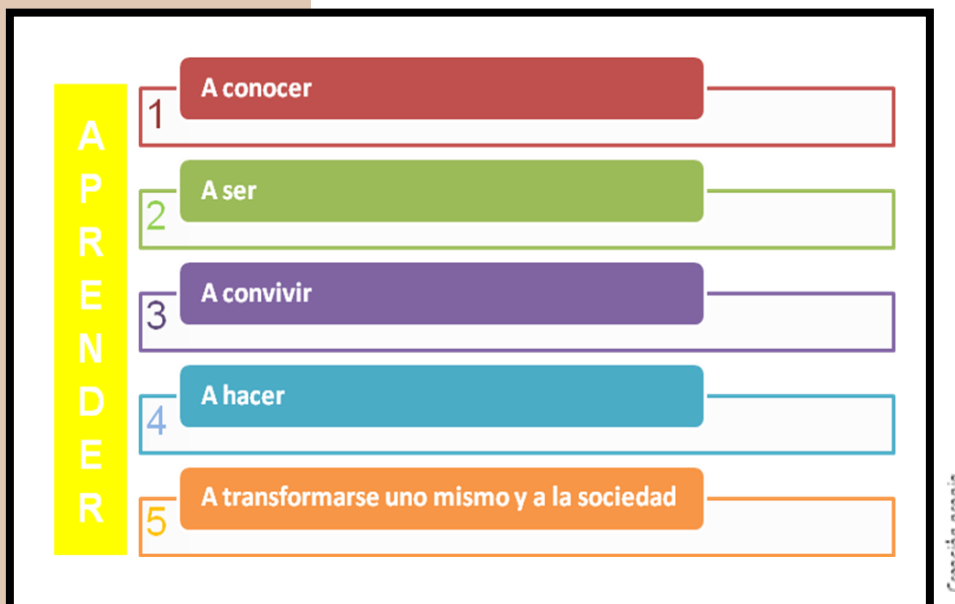 APRENDER
1
A conocer
2
A ser
3
A convivir
4
A hacer
5
A transformarse uno mismo y a la sociedad